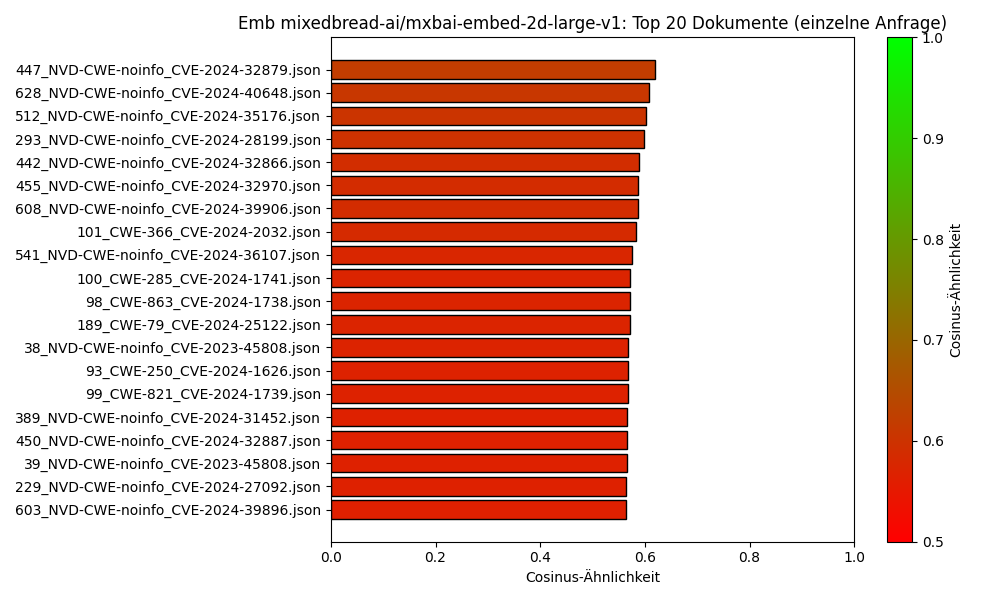 Emb mixedbread-ai/mxbai-embed-2d-large-v1: Top 20 Dokumente (einzelne Anfrage)
447_NVD-CWE-noinfo_CVE-2024-32879.json
628_NVD-CWE-noinfo_CVE-2024-40648.json
512_NVD-CWE-noinfo_CVE-2024-35176.json
293_NVD-CWE-noinfo_CVE-2024-28199.json
442_NVD-CWE-noinfo_CVE-2024-32866.json
455_NVD-CWE-noinfo_CVE-2024-32970.json
608_NVD-CWE-noinfo_CVE-2024-39906.json
101_CWE-366_CVE-2024-2032.json
541_NVD-CWE-noinfo_CVE-2024-36107.json
100_CWE-285_CVE-2024-1741.json
98_CWE-863_CVE-2024-1738.json
189_CWE-79_CVE-2024-25122.json
38_NVD-CWE-noinfo_CVE-2023-45808.json
93_CWE-250_CVE-2024-1626.json
99_CWE-821_CVE-2024-1739.json
389_NVD-CWE-noinfo_CVE-2024-31452.json
450_NVD-CWE-noinfo_CVE-2024-32887.json
39_NVD-CWE-noinfo_CVE-2023-45808.json
229_NVD-CWE-noinfo_CVE-2024-27092.json
603_NVD-CWE-noinfo_CVE-2024-39896.json
0.0 0.2 0.4 0.6 0.8 1.0
Cosinus-Ähnlichkeit
1.0
0.9
0.8
0.7
0.6
0.5
Cosinus-Ähnlichkeit